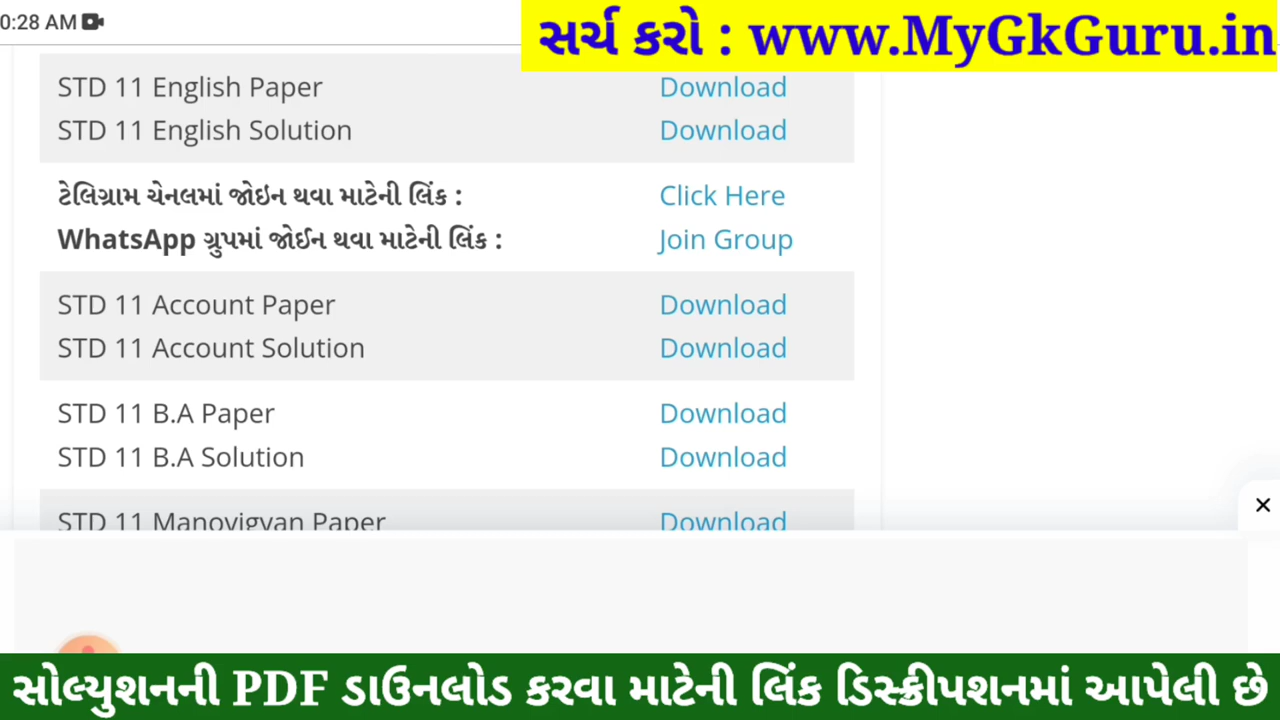 0:28 AM
સર્ચ કરો : www.MyGkGuru.in
STD 11 English Paper Download
STD 11 English Solution Download
ટેલિગ્રામ ચેનલમાં જોઇન થવા માટેની લિંક : Click Here
WhatsApp ગ્રુપમાં જોઈન થવા માટેની લિંક : Join Group
STD 11 Account Paper Download
STD 11 Account Solution Download
STD 11 B.A Paper Download
STD 11 B.A Solution Download
STD 11 Manovigyan Paper Download
સોલ્યુશનની PDF ડાઉનલોડ કરવા માટેની લિંક ડિસ્ક્રીપશનમાં આપેલી છે